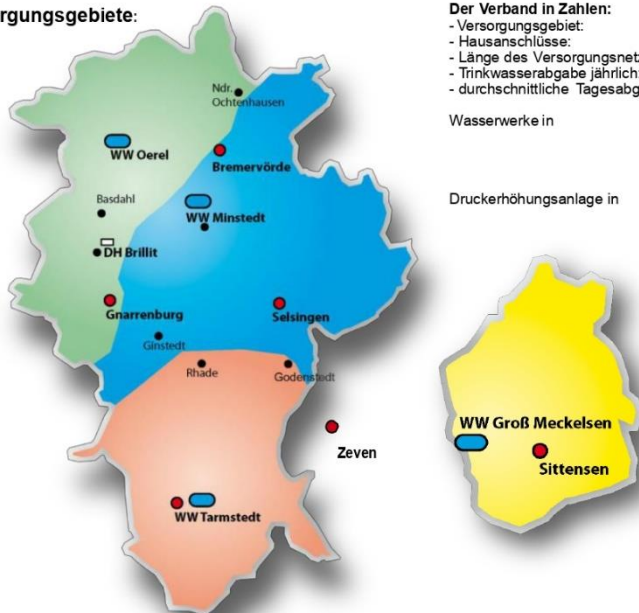 rgungsgebiete:
Der Verband in Zahlen:
- Versorgungsgebiet:
- Hausanschlüsse:
- Länge des Versorgungsnet
- Trinkwasserabgabe jährlich:
- durchschnittliche Tagesabg
Wasserwerke in
Druckerhöhungsanlage in
Ndr.
Ochtenhausen
WW Oerel
Bremervörde
Basdahl
WW Minstedt
DH Brillit
Gnarrenburg
Selsingen
Ginstedt
Rhade
Godenstedt
Zeven
WW Tarmstedt
WW Groß Meckelsen
Sittensen